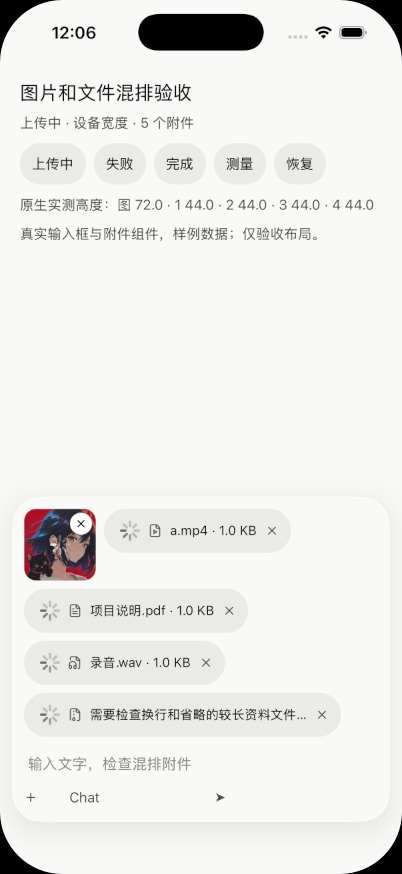 12:06
图片和文件混排验收
上传中 · 设备宽度 · 5 个附件
上传中 失败 完成 测量 恢复
原生实测高度：图 72.0 · 1 44.0 · 2 44.0 · 3 44.0 · 4 44.0
真实输入框与附件组件，样例数据；仅验收布局。
a.mp4 · 1.0 KB
项目说明.pdf · 1.0 KB
录音.wav · 1.0 KB
需要检查换行和省略的较长资料文件...
输入文字，检查混排附件
+ Chat